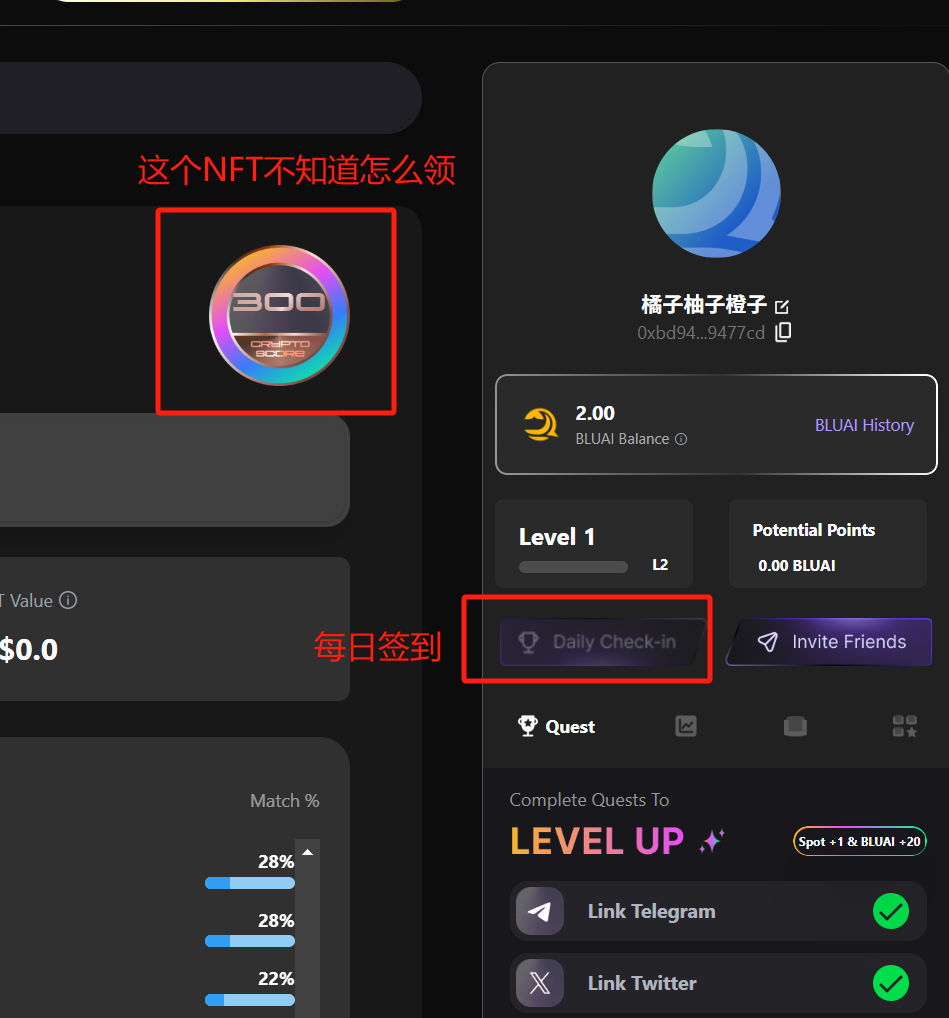 这个NFT不知道怎么领
300
CRYPTO
SCORE
橘子柚子橙子
0xbd94...9477cd
2.00
BLUAI Balance
BLUAI History
Level 1
L2
Potential Points
0.00 BLUAI
T Value
$0.0
每日签到
Daily Check-in
Invite Friends
Quest
Match %
28%
28%
22%
Complete Quests To
LEVEL UP
Spot +1 & BLUAI +20
Link Telegram
Link Twitter